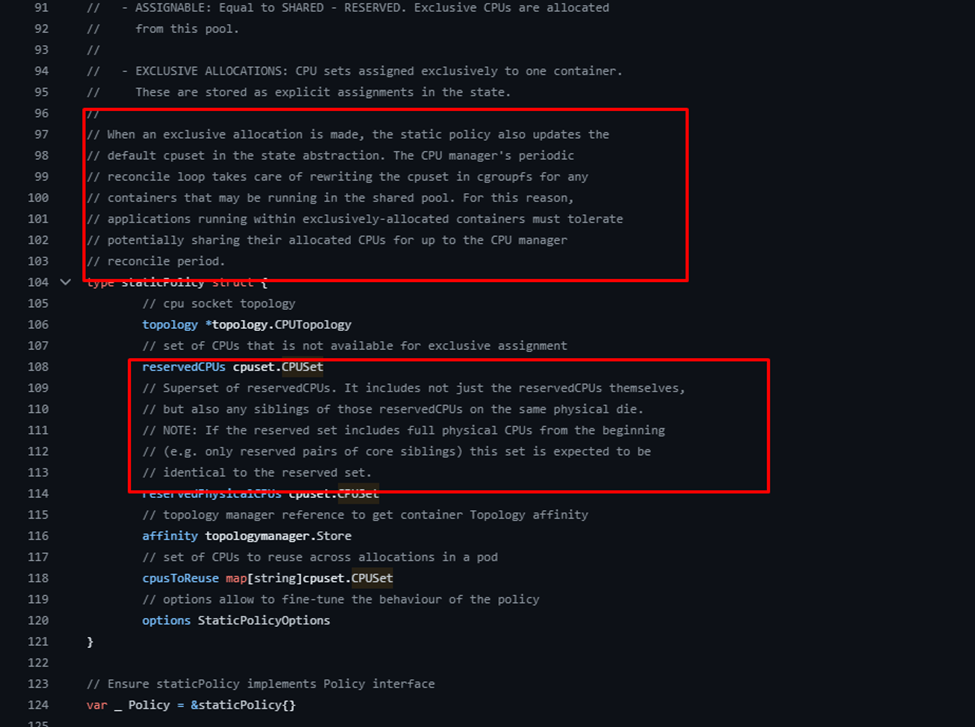 91 //   - ASSIGNABLE: Equal to SHARED - RESERVED. Exclusive CPUs are allocated
92 //     from this pool.
93 //
94 //   - EXCLUSIVE ALLOCATIONS: CPU sets assigned exclusively to one container.
95 //     These are stored as explicit assignments in the state.
96 //
97 // When an exclusive allocation is made, the static policy also updates the
98 // default cpuset in the state abstraction. The CPU manager's periodic
99 // reconcile loop takes care of rewriting the cpuset in cgroupfs for any
100 // containers that may be running in the shared pool. For this reason,
101 // applications running within exclusively-allocated containers must tolerate
102 // potentially sharing their allocated CPUs for up to the CPU manager
103 // reconcile period.
104 type staticPolicy struct {
105 // cpu socket topology
106 topology *topology.CPUTopology
107 // set of CPUs that is not available for exclusive assignment
108 reservedCPUs cpuset.CPUSet
109 // Superset of reservedCPUs. It includes not just the reservedCPUs themselves,
110 // but also any siblings of those reservedCPUs on the same physical die.
111 // NOTE: If the reserved set includes full physical CPUs from the beginning
112 // (e.g. only reserved pairs of core siblings) this set is expected to be
113 // identical to the reserved set.
114 reservedPhysicalCPUs cpuset.CPUSet
115 // topology manager reference to get container Topology affinity
116 affinity topologymanager.Store
117 // set of CPUs to reuse across allocations in a pod
118 cpusToReuse map[string]cpuset.CPUSet
119 // options allow to fine-tune the behaviour of the policy
120 options StaticPolicyOptions
121 }
122
123 // Ensure staticPolicy implements Policy interface
124 var _ Policy = &staticPolicy{}
125